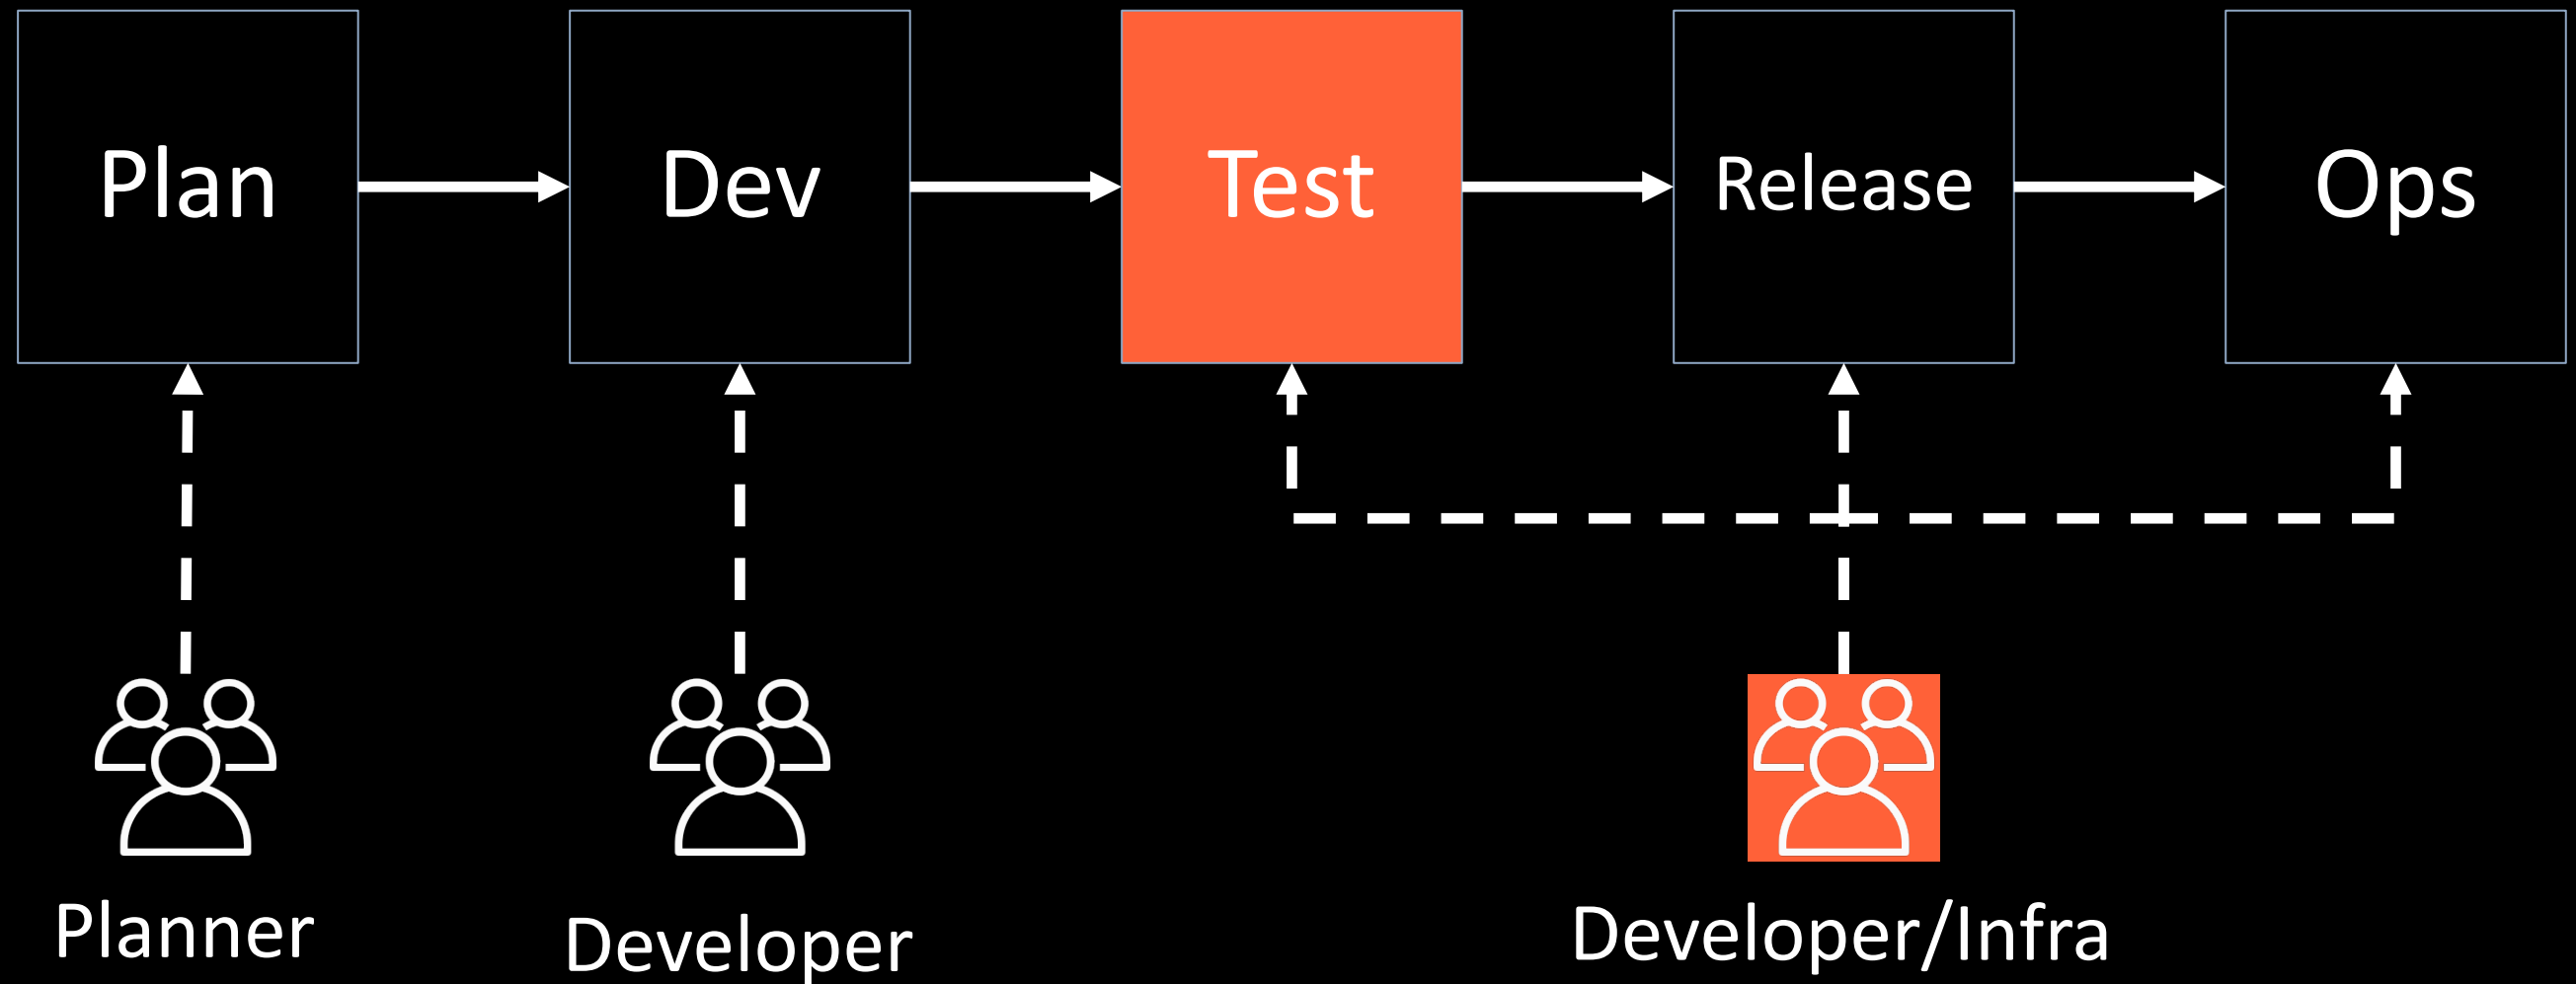 Plan
Dev
Test
Release
Ops
Planner
Developer
Developer/Infra